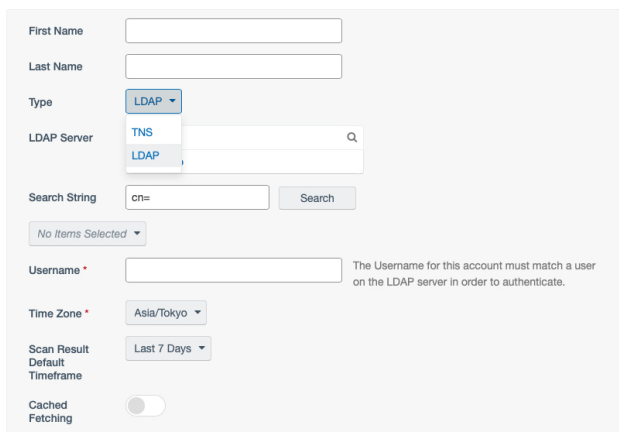 First Name
Last Name
Type
LDAP
TNS
LDAP Server
LDAP
Search String
cn=
Search
No Items Selected
Username *
The Username for this account must match a user
on the LDAP server in order to authenticate.
Time Zone *
Asia/Tokyo
Scan Result
Default
Timeframe
Last 7 Days
Cached
Fetching